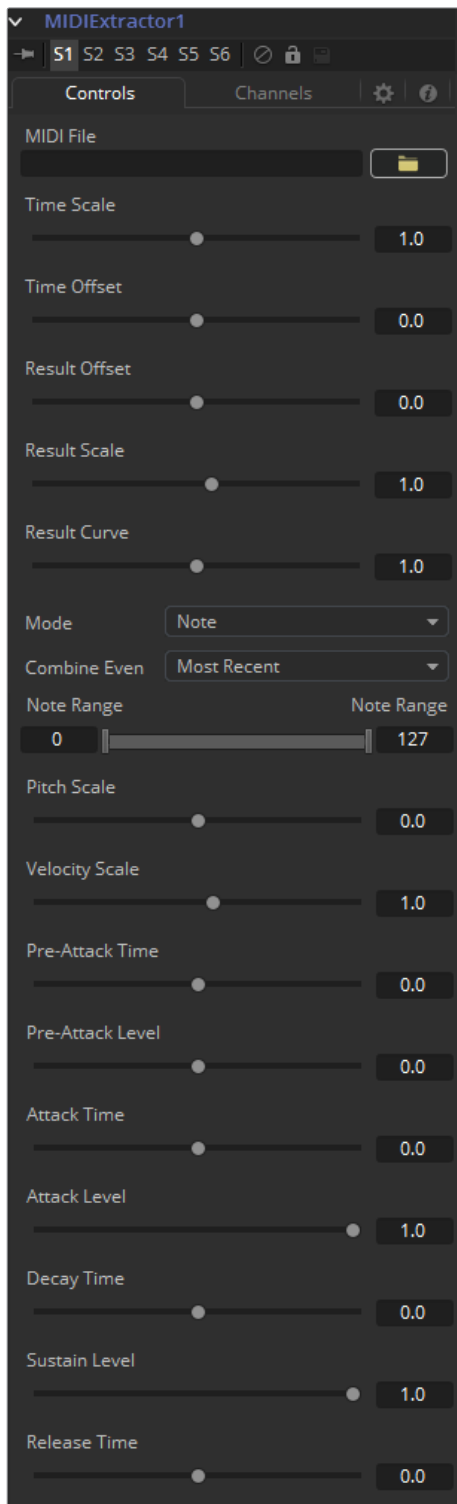 MIDIExtractor1
S1 S2 S3 S4 S5 S6
Controls Channels
MIDI File
Time Scale
1.0
Time Offset
0.0
Result Offset
0.0
Result Scale
1.0
Result Curve
1.0
Mode Note
Combine Even Most Recent
Note Range Note Range
0 127
Pitch Scale
0.0
Velocity Scale
1.0
Pre-Attack Time
0.0
Pre-Attack Level
0.0
Attack Time
0.0
Attack Level
1.0
Decay Time
0.0
Sustain Level
1.0
Release Time
0.0